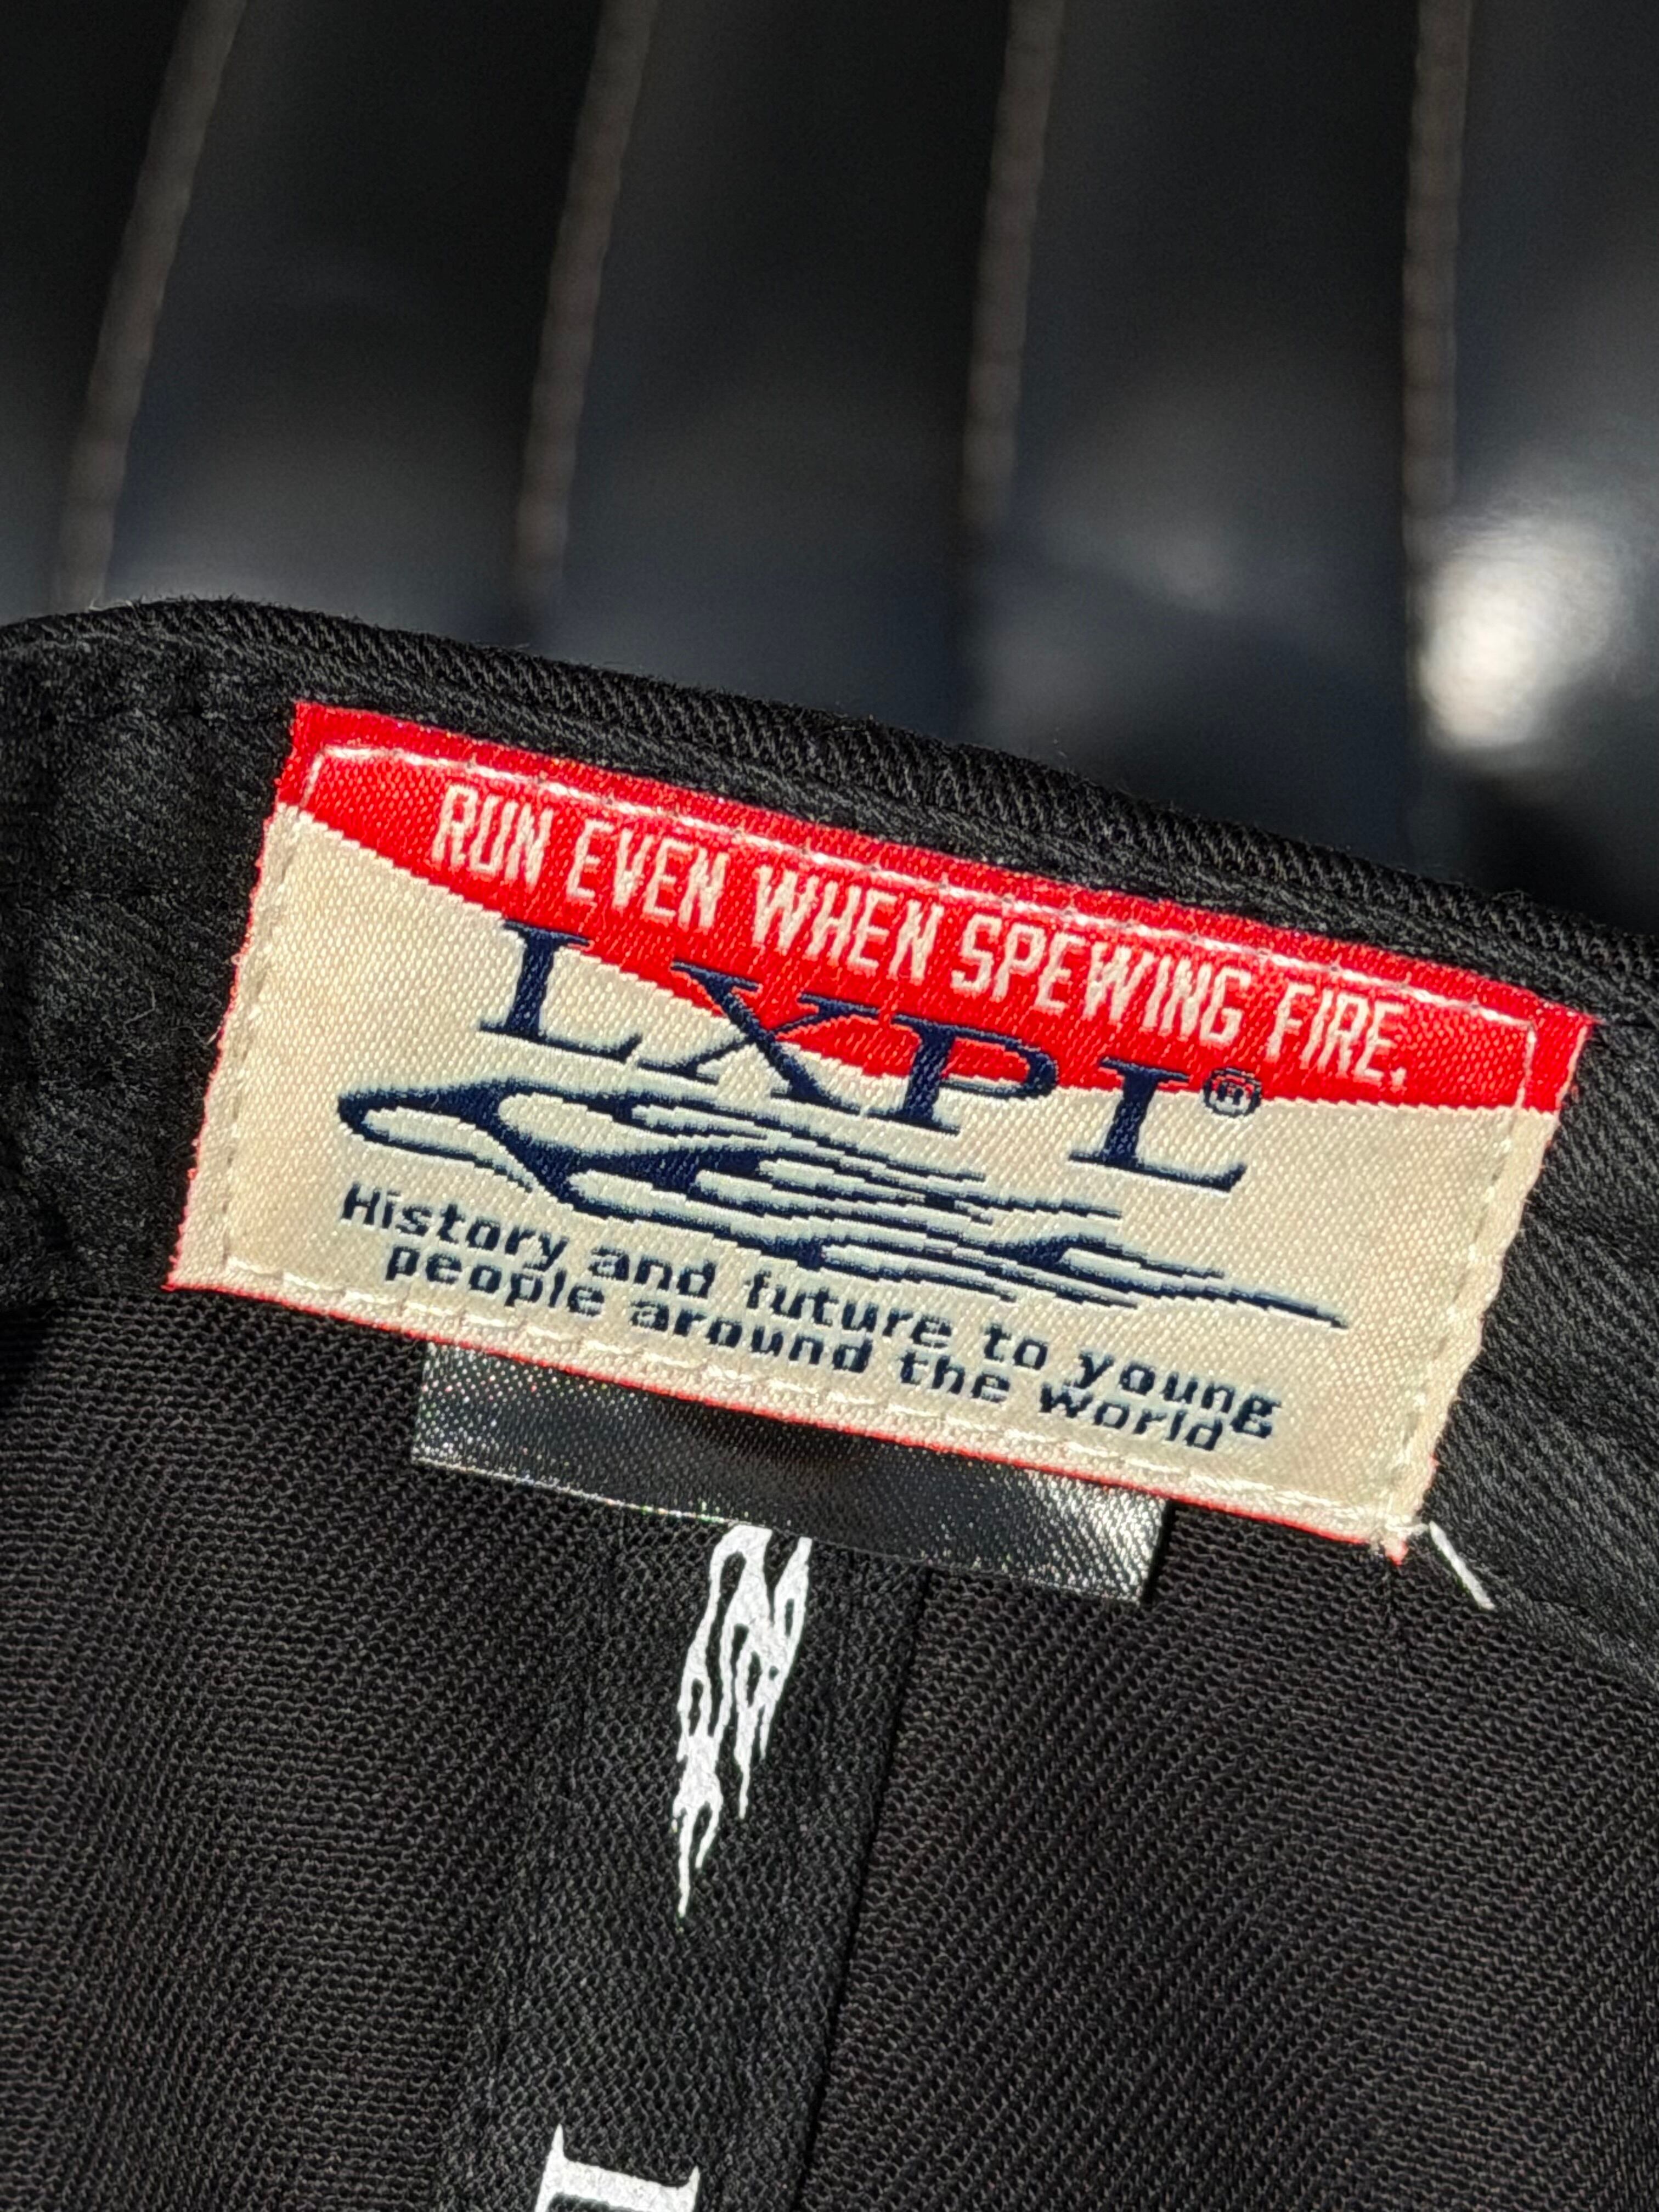 RUN EVEN WHEN SPEWING FIRE.
LXPL®
History and future to young
people around the world
L